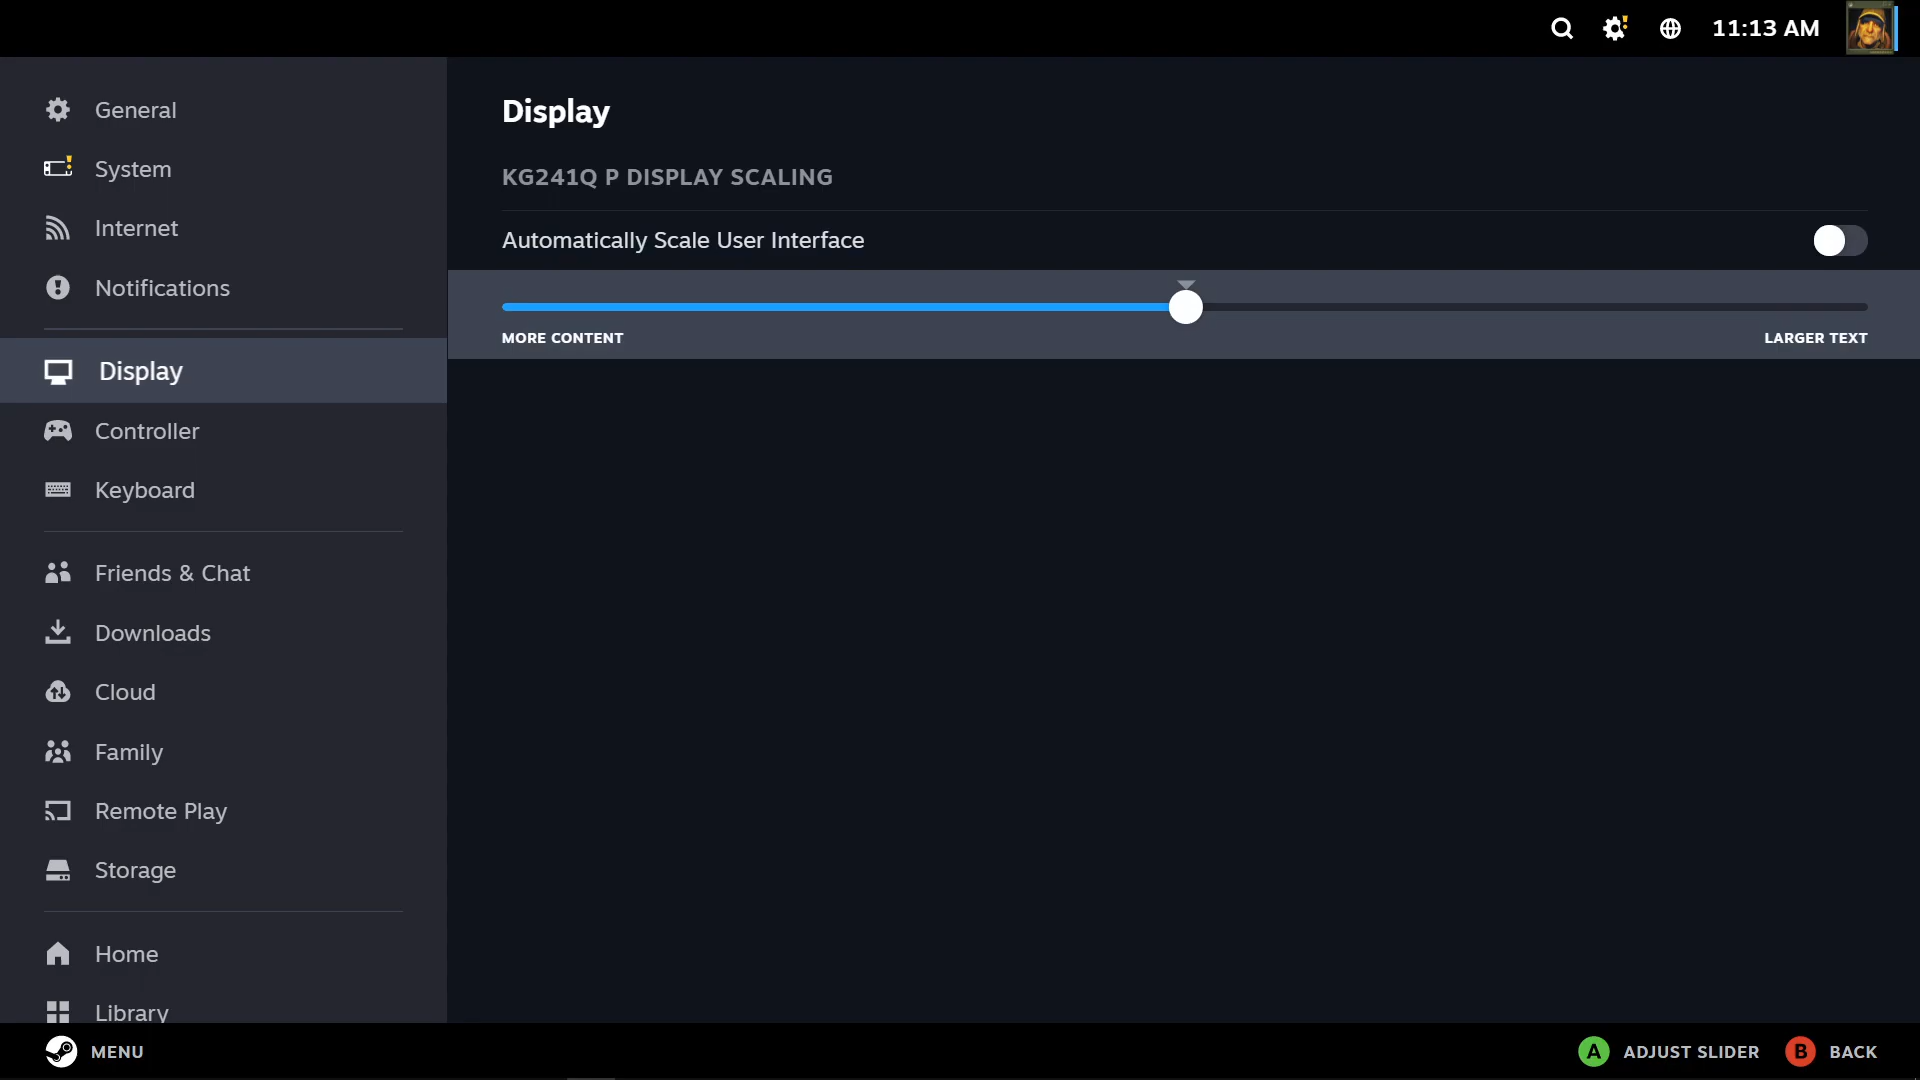 11:13 AM
General
System
Internet
Notifications
Display
Controller
Keyboard
Friends & Chat
Downloads
Cloud
Family
Remote Play
Storage
Home
Library
Display
KG241Q P DISPLAY SCALING
Automatically Scale User Interface
MORE CONTENT
LARGER TEXT
MENU
A ADJUST SLIDER
B BACK